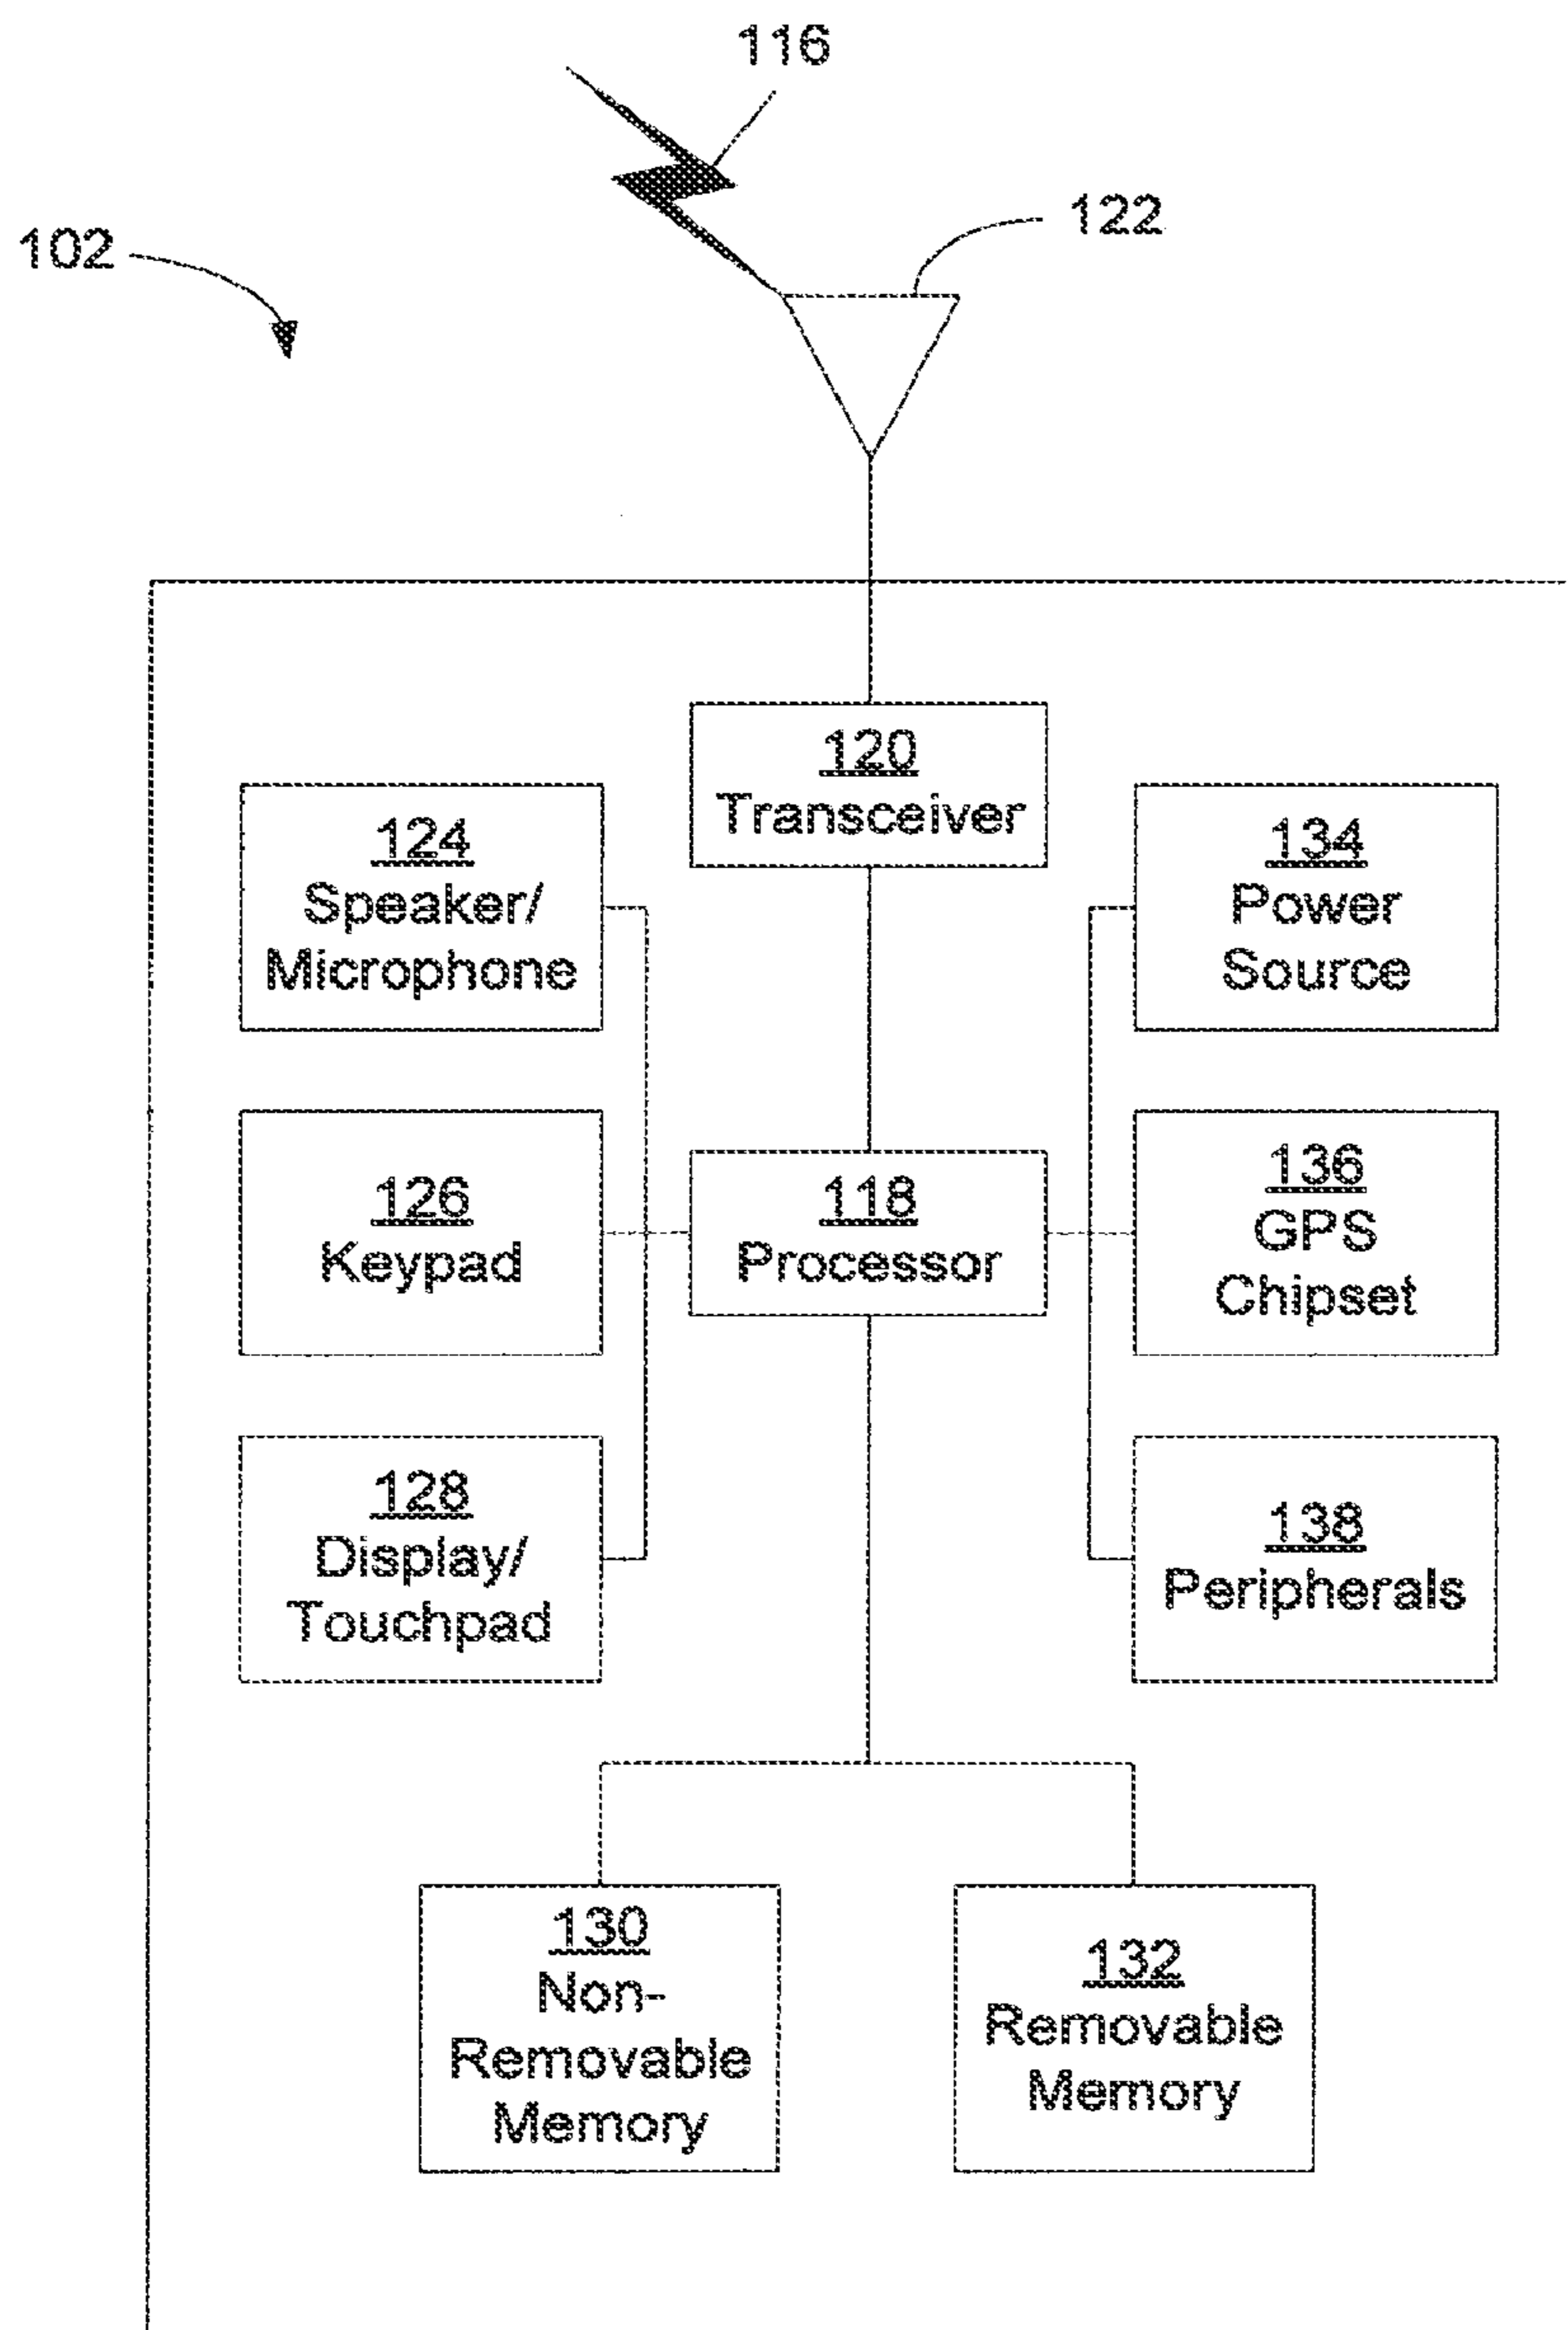 116
122
102
120
Transceiver
124
Speaker/
Microphone
134
Power
Source
126
Keypad
118
Processor
136
GPS
Chipset
128
Display/
Touchpad
138
Peripherals
130
Non-
Removable
Memory
132
Removable
Memory